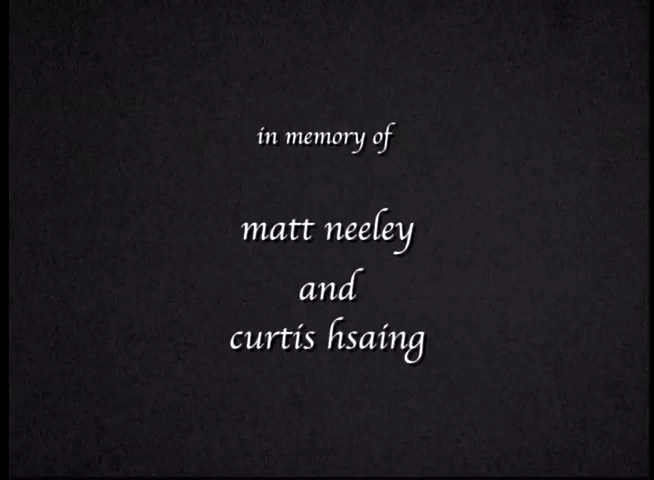 in memory of
matt neeley
and
curtis hsaing